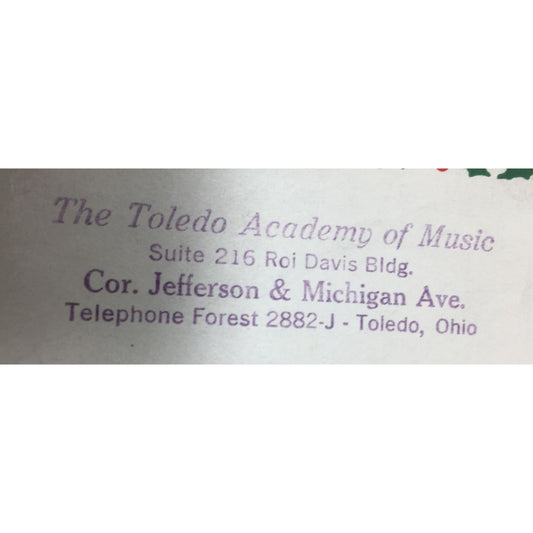 The Toledo Academy of Music
Suite 216 Roi Davis Bldg.
Cor. Jefferson & Michigan Ave.
Telephone Forest 2882-J - Toledo, Ohio